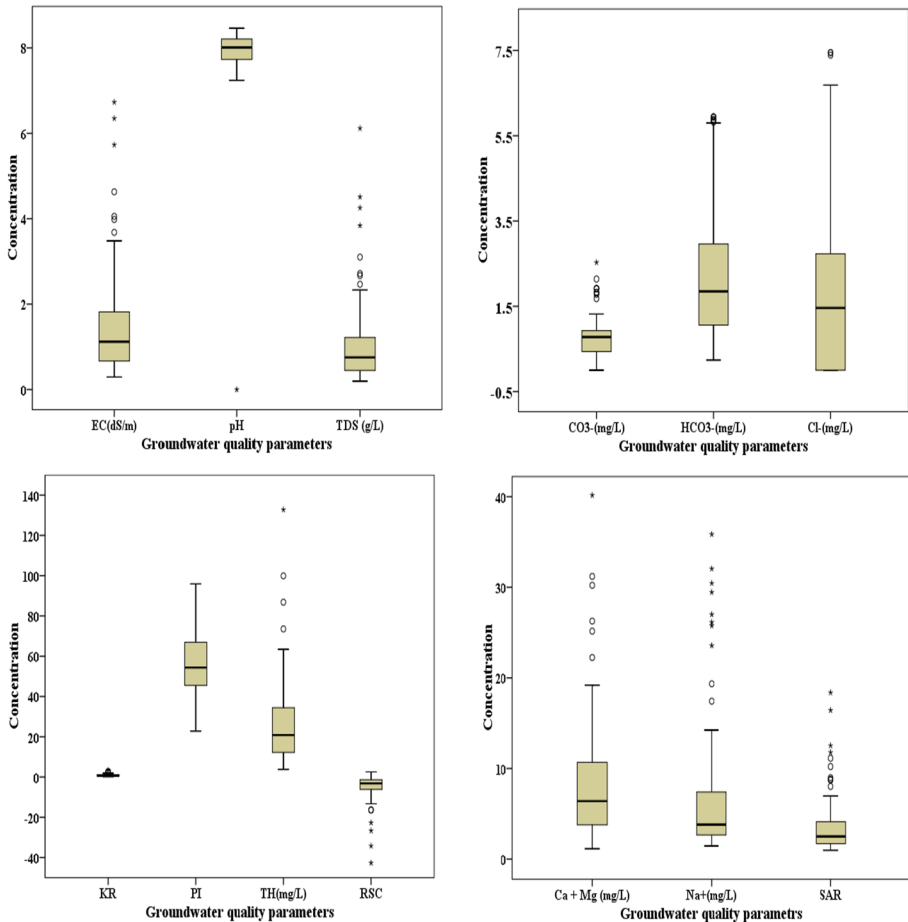 Concentration
8
6
4
2
0
EC(dS/m) pH TDS (g/L)
Groundwater quality parameters
Concentration
7.5
5.5
3.5
1.5
-0.5
CO3-(mg/L) HCO3-(mg/L) Cl-(mg/L)
Groundwater quality parameters
Concentration
140
120
100
80
60
40
20
0
-20
-40
KR PI TH(mg/L) RSC
Groundwater quality parameters
Concentration
40
30
20
10
0
Ca + Mg (mg/L) Na+(mg/L) SAR
Groundwater quality parametrs